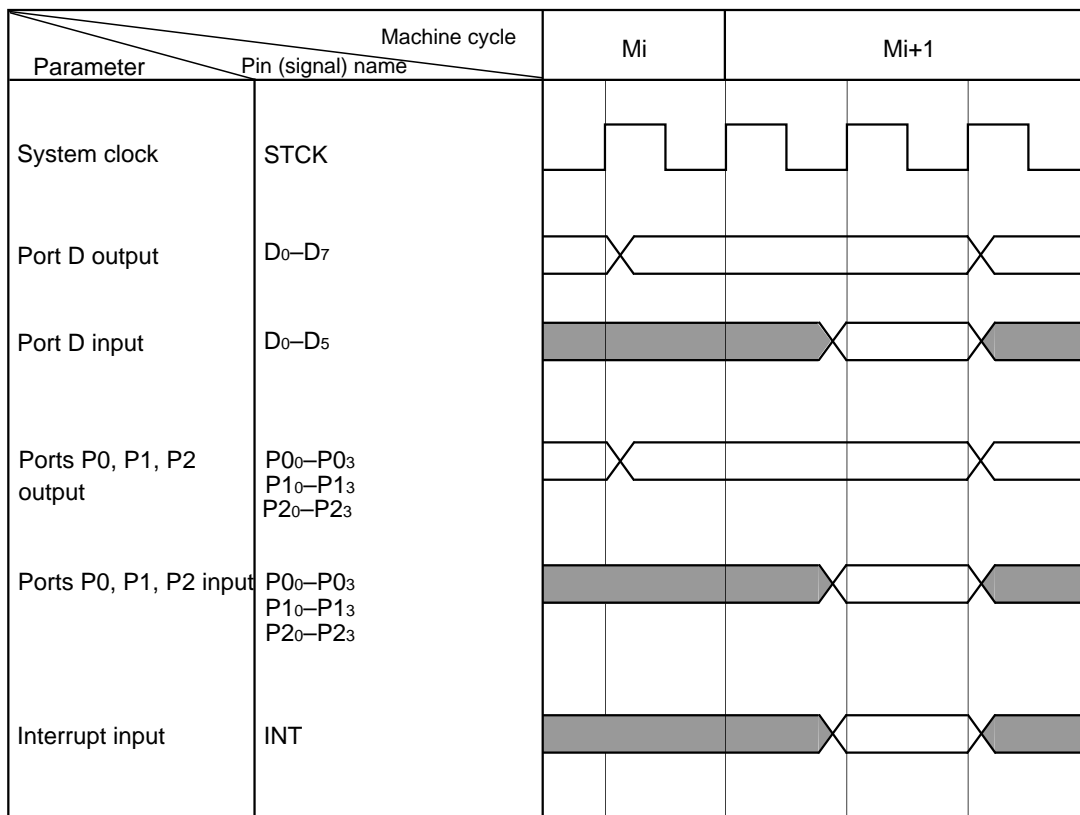 Machine cycle
Parameter
Pin (signal) name
Mi
Mi+1
System clock
STCK
Port D output
D0–D7
Port D input
D0–D5
Ports P0, P1, P2
output
P00–P03
P10–P13
P20–P23
Ports P0, P1, P2 input
P00–P03
P10–P13
P20–P23
Interrupt input
INT